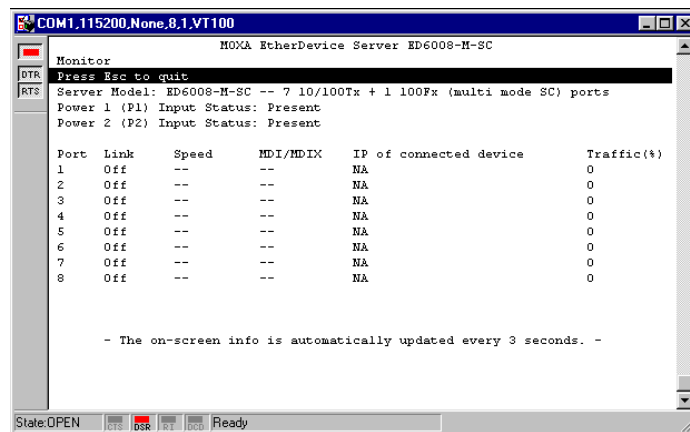 COM1,115200,None,8,1,VT100
MOXA EtherDevice Server ED6008-M-SC
Monitor
DTR
Press Esc to quit
RTS
Server Model: ED6008-M-SC -- 7 10/100Tx + 1 100Fx (multi mode SC) ports
Power 1 (P1) Input Status: Present
Power 2 (P2) Input Status: Present
Port Link Speed MDI/MDIX IP of connected device Traffic(%)
1 Off -- -- NA 0
2 Off -- -- NA 0
3 Off -- -- NA 0
4 Off -- -- NA 0
5 Off -- -- NA 0
6 Off -- -- NA 0
7 Off -- -- NA 0
8 Off -- -- NA 0
- The on-screen info is automatically updated every 3 seconds. -
State:OPEN CTS DSR RI DCD Ready